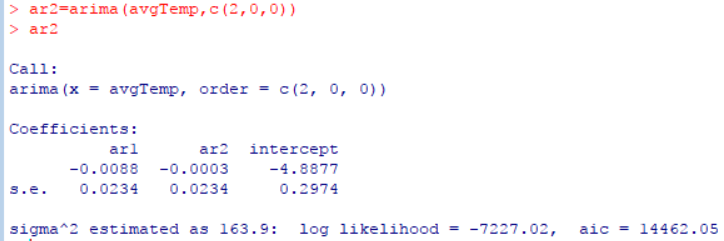 > ar2=arima(avgTemp,c(2,0,0))
> ar2
Call:
arima(x = avgTemp, order = c(2, 0, 0))
Coefficients:
ar1 ar2 intercept
-0.0088 -0.0003 -4.8877
s.e. 0.0234 0.0234 0.2974
sigma^2 estimated as 163.9: log likelihood = -7227.02, aic = 14462.05